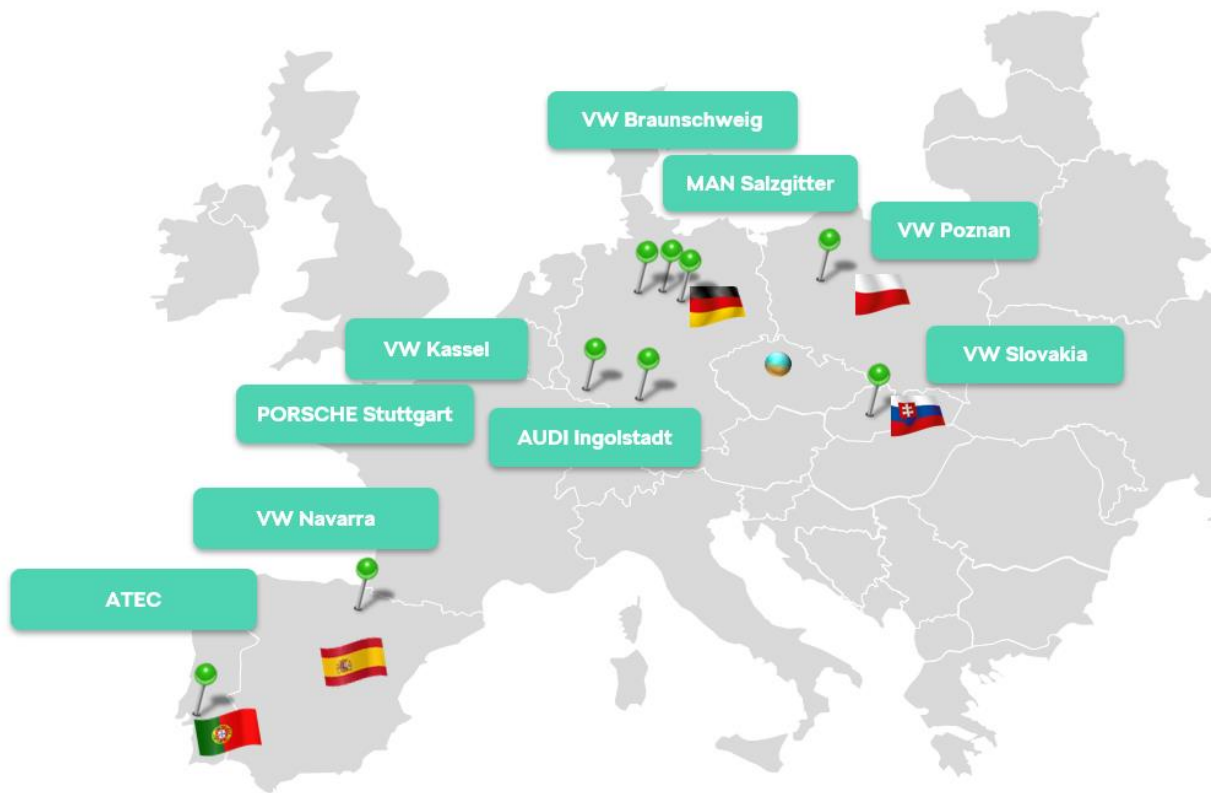 VW Braunschweig
MAN Salzgitter
VW Poznan
VW Kassel
VW Slovakia
PORSCHE Stuttgart
AUDI Ingolstadt
VW Navarra
ATEC